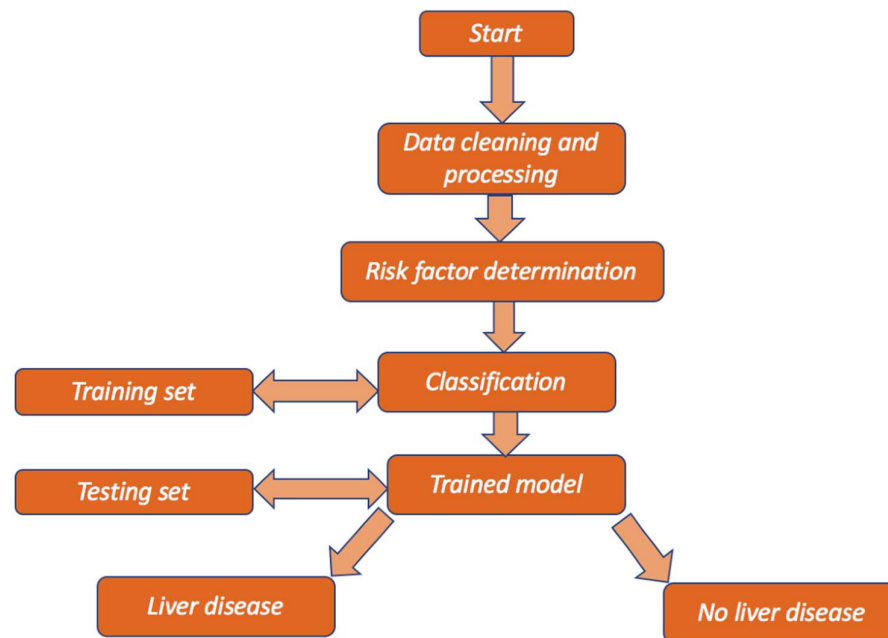 Start
Data cleaning and
processing
Risk factor determination
Classification
Training set
Trained model
Testing set
Liver disease
No liver disease